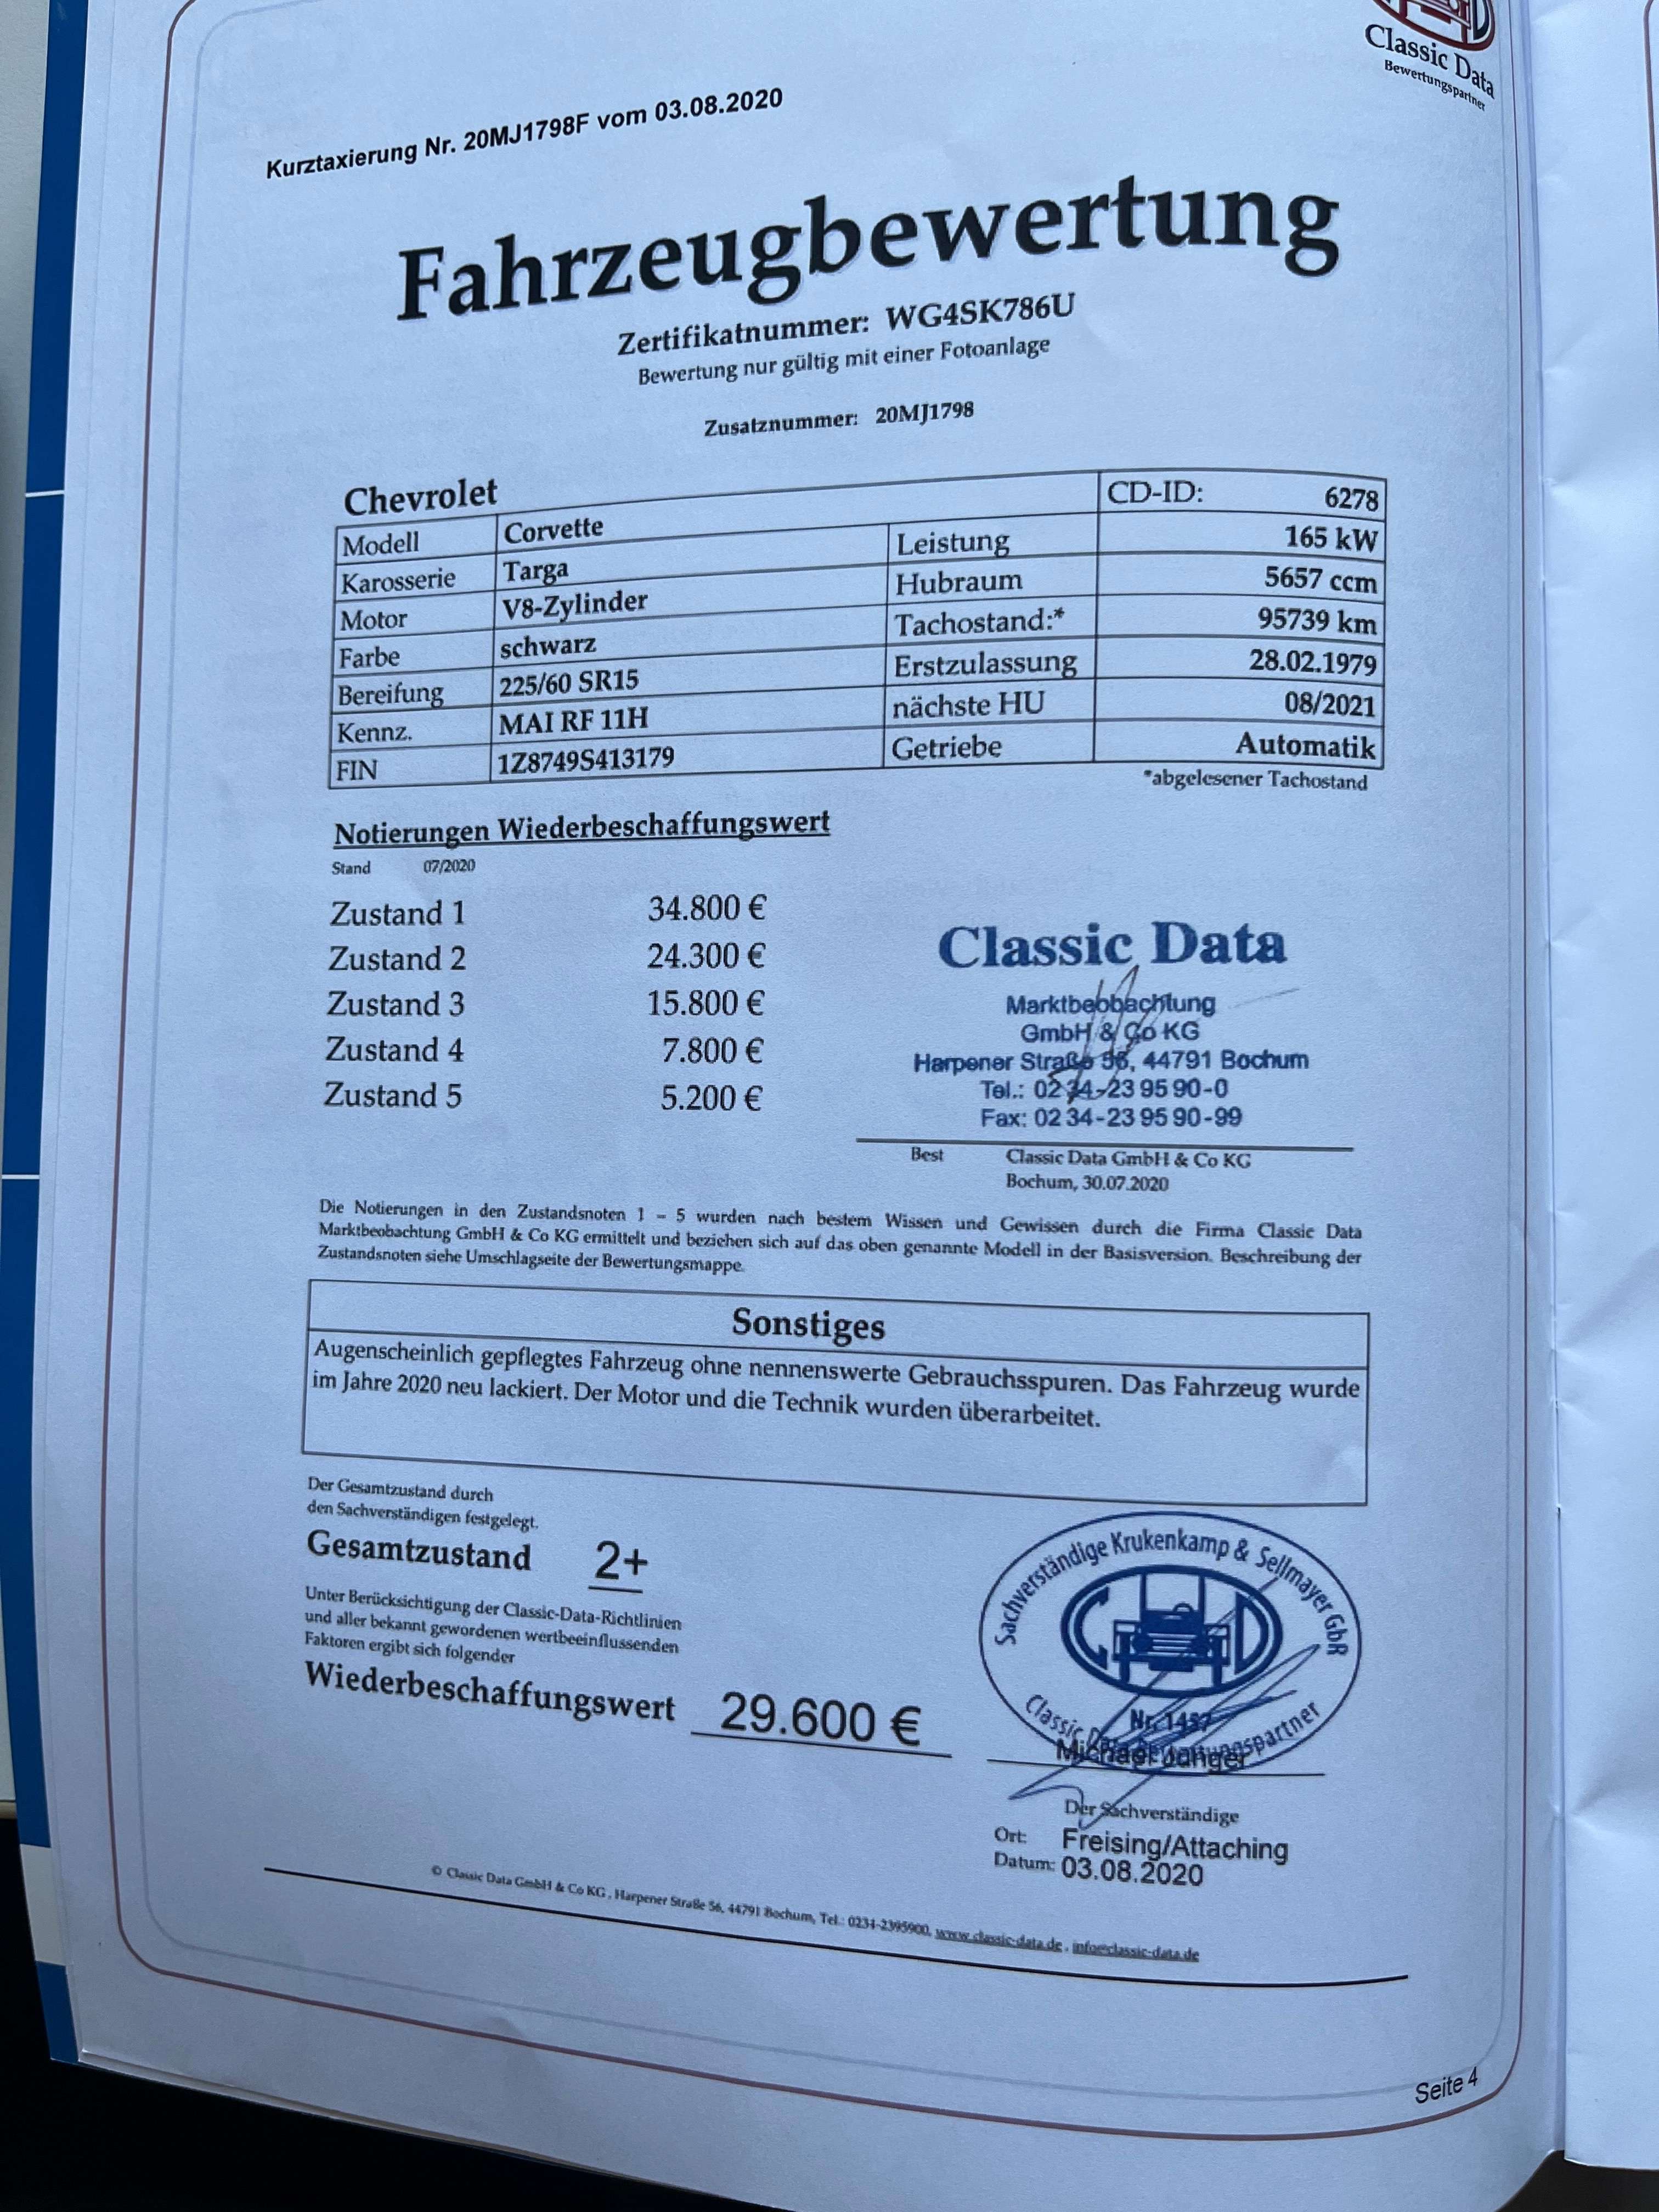 Classic Data
Bewertungspartner
Kurztaxierung Nr. 20MJ1798F vom 03.08.2020
Fahrzeugbewertung
Zertifikatnummer: WG4SK786U
Bewertung nur gültig mit einer Fotoanlage
Zusatznummer: 20MJ1798
Chevrolet CD-ID: 6278
Modell Corvette Leistung 165 kW
Karosserie Targa Hubraum 5657 ccm
Motor V8-Zylinder Tachostand:* 95739 km
Farbe schwarz Erstzulassung 28.02.1979
Bereifung 225/60 SR15 nächste HU 08/2021
Kennz. MAI RF 11H Getriebe Automatik
FIN 1Z8749S413179
*abgelesener Tachostand
Notierungen Wiederbeschaffungswert
Stand 07/2020
Zustand 1 34.800 €
Zustand 2 24.300 €
Zustand 3 15.800 €
Zustand 4 7.800 €
Zustand 5 5.200 €
Classic Data
Marktbeobachtung
GmbH & Co KG
Harpener Straße 56, 44791 Bochum
Tel.: 02 34-23 95 90-0
Fax: 02 34-23 95 90-99
Best Classic Data GmbH & Co KG
Bochum, 30.07.2020
Die Notierungen in den Zustandsnoten 1 – 5 wurden nach bestem Wissen und Gewissen durch die Firma Classic Data
Marktbeobachtung GmbH & Co KG ermittelt und beziehen sich auf das oben genannte Modell in der Basisversion. Beschreibung der
Zustandsnoten siehe Umschlagseite der Bewertungsmappe.
Sonstiges
Augenscheinlich gepflegtes Fahrzeug ohne nennenswerte Gebrauchsspuren. Das Fahrzeug wurde
im Jahre 2020 neu lackiert. Der Motor und die Technik wurden überarbeitet.
Der Gesamtzustand durch
den Sachverständigen festgelegt.
Gesamtzustand 2+
Unter Berücksichtigung der Classic-Data-Richtlinien
und aller bekannt gewordenen wertbeeinflussenden
Faktoren ergibt sich folgender
Wiederbeschaffungswert 29.600 €
Sachverständige Krukenkamp & Sellmayer GbR
CD
Nr. 1457
Classic Data Bewertungspartner
Michael Junger
Der Sachverständige
Ort: Freising/Attaching
Datum: 03.08.2020
© Classic Data GmbH & Co KG, Harpener Straße 56, 44791 Bochum, Tel.: 0234-2395900, www.classic-data.de, info@classic-data.de
Seite 4